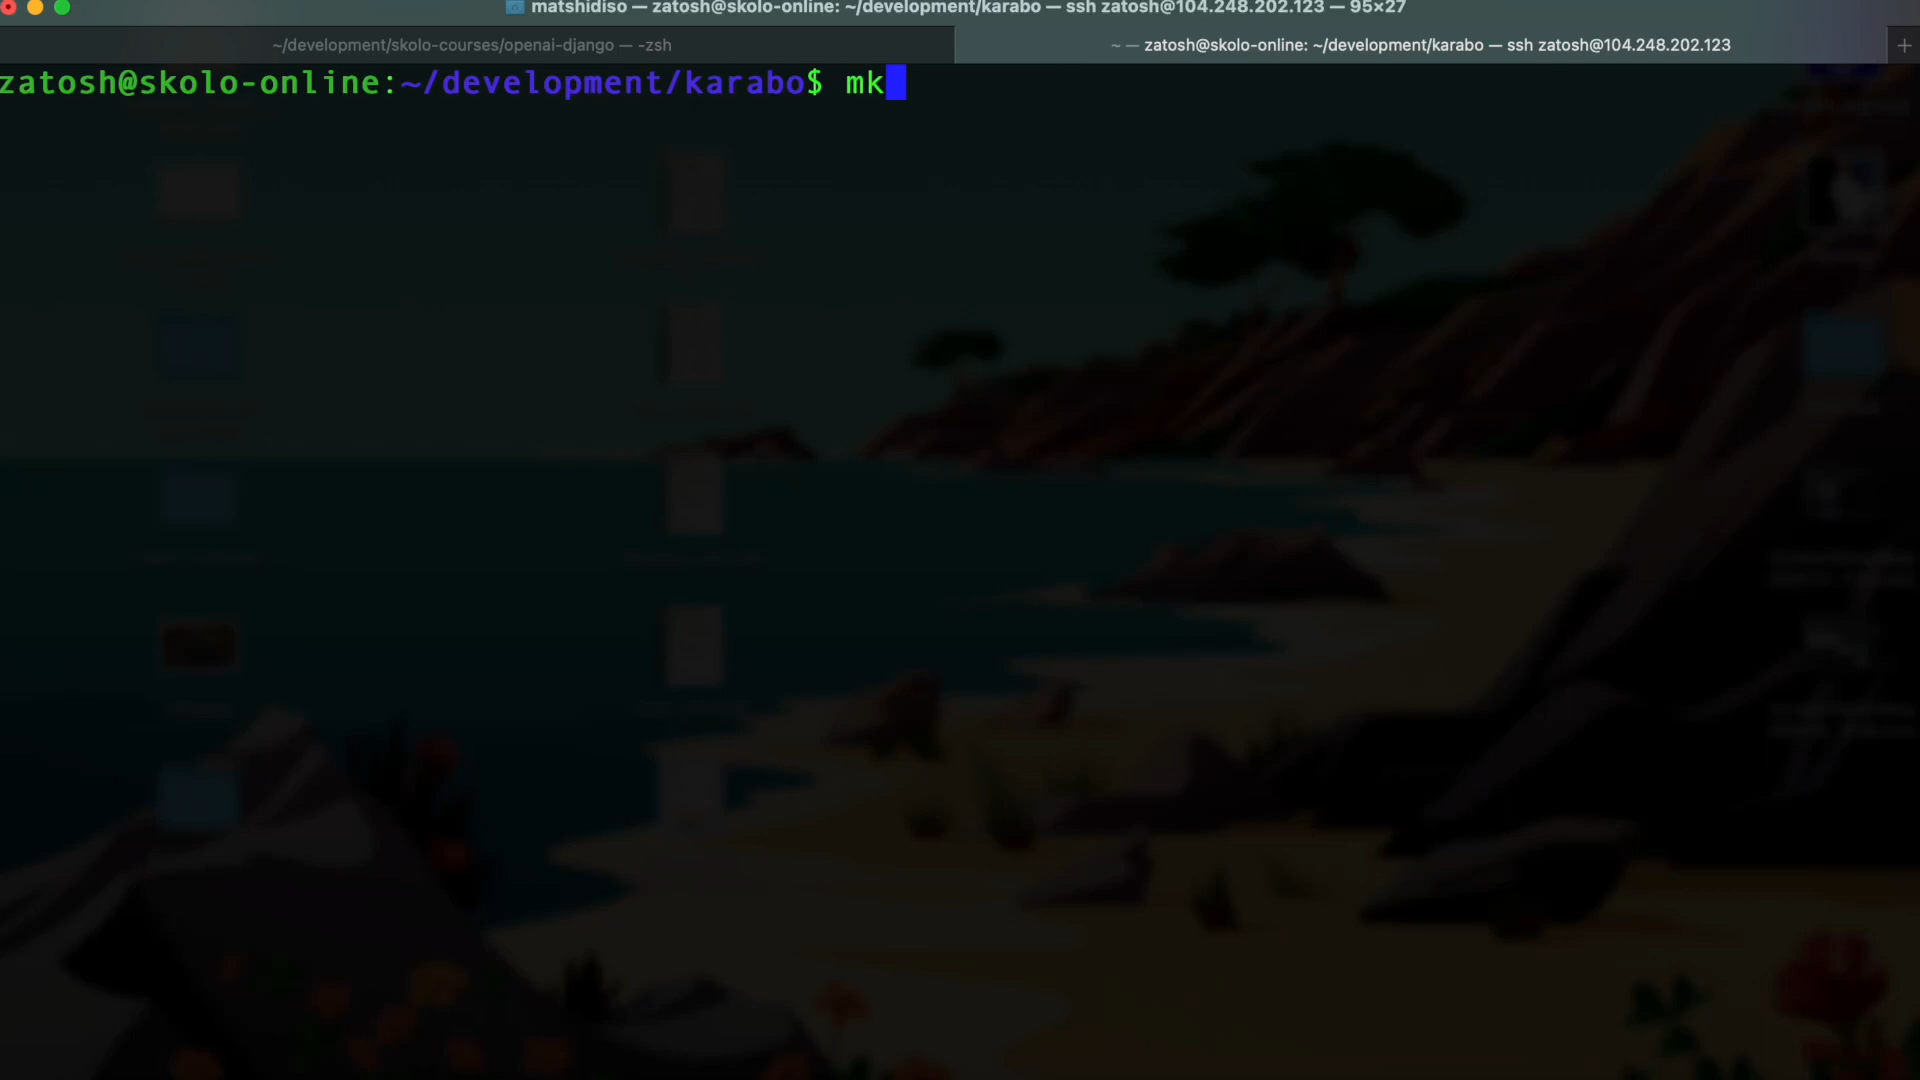 matshidiso — zatosh@skolo-online: ~/development/karabo — ssh zatosh@104.248.202.123 — 95×27
~/development/skolo-courses/openai-django — -zsh
~ — zatosh@skolo-online: ~/development/karabo — ssh zatosh@104.248.202.123
zatosh@skolo-online:~/development/karabo$ mk